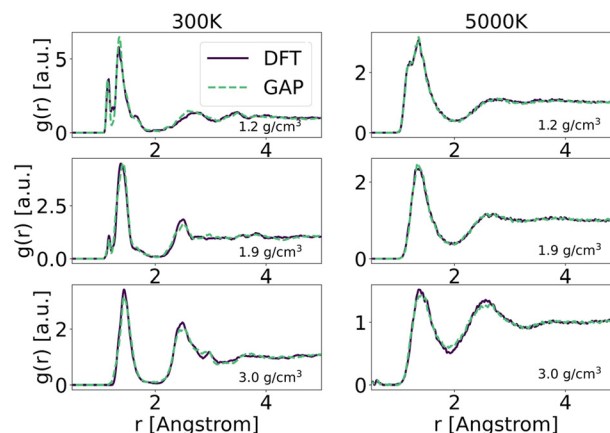 300K
5000K
g(r) [a.u.]
5
0
DFT
GAP
1.2 g/cm³
2
4
2
0
1.2 g/cm³
2
4
g(r) [a.u.]
2.5
0.0
1.9 g/cm³
2
4
2
0
1.9 g/cm³
2
4
g(r) [a.u.]
2
0
3.0 g/cm³
2
4
r [Angstrom]
1
0
3.0 g/cm³
2
4
r [Angstrom]